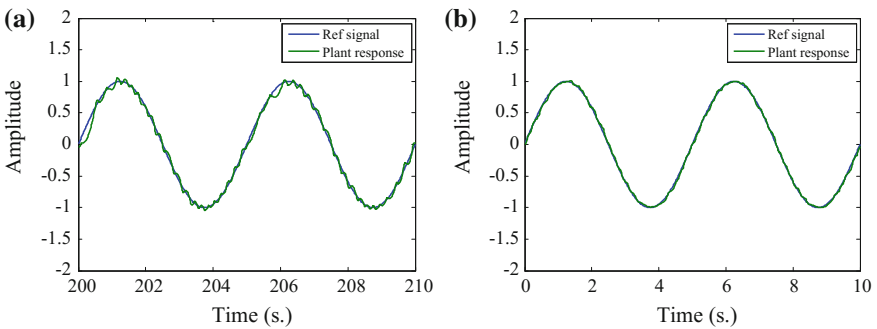 (a)
Ref signal
Plant response
2
1.5
1
0.5
0
-0.5
-1
-1.5
-2
Amplitude
200 202 204 206 208 210
Time (s.)
(b)
Ref signal
Plant response
2
1.5
1
0.5
0
-0.5
-1
-1.5
-2
Amplitude
0 2 4 6 8 10
Time (s.)